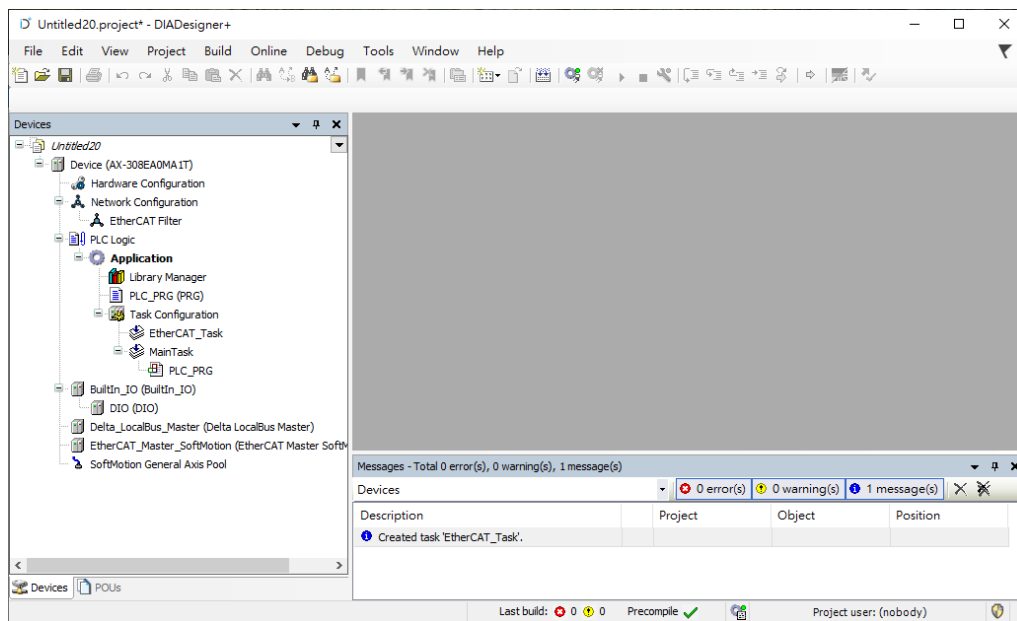 Untitled20.project* - DIADesigner+
File Edit View Project Build Online Debug Tools Window Help
Devices
Untitled20
Device (AX-308EA0MA1T)
Hardware Configuration
Network Configuration
EtherCAT Filter
PLC Logic
Application
Library Manager
PLC_PRG (PRG)
Task Configuration
EtherCAT_Task
MainTask
PLC_PRG
BuiltIn_IO (BuiltIn_IO)
DIO (DIO)
Delta_LocalBus_Master (Delta LocalBus Master)
EtherCAT_Master_SoftMotion (EtherCAT Master SoftM
SoftMotion General Axis Pool
Devices POUs
Messages - Total 0 error(s), 0 warning(s), 1 message(s)
Devices 0 error(s) 0 warning(s) 1 message(s)
Description Project Object Position
Created task 'EtherCAT_Task'.
Last build: 0 0 Precompile Project user: (nobody)